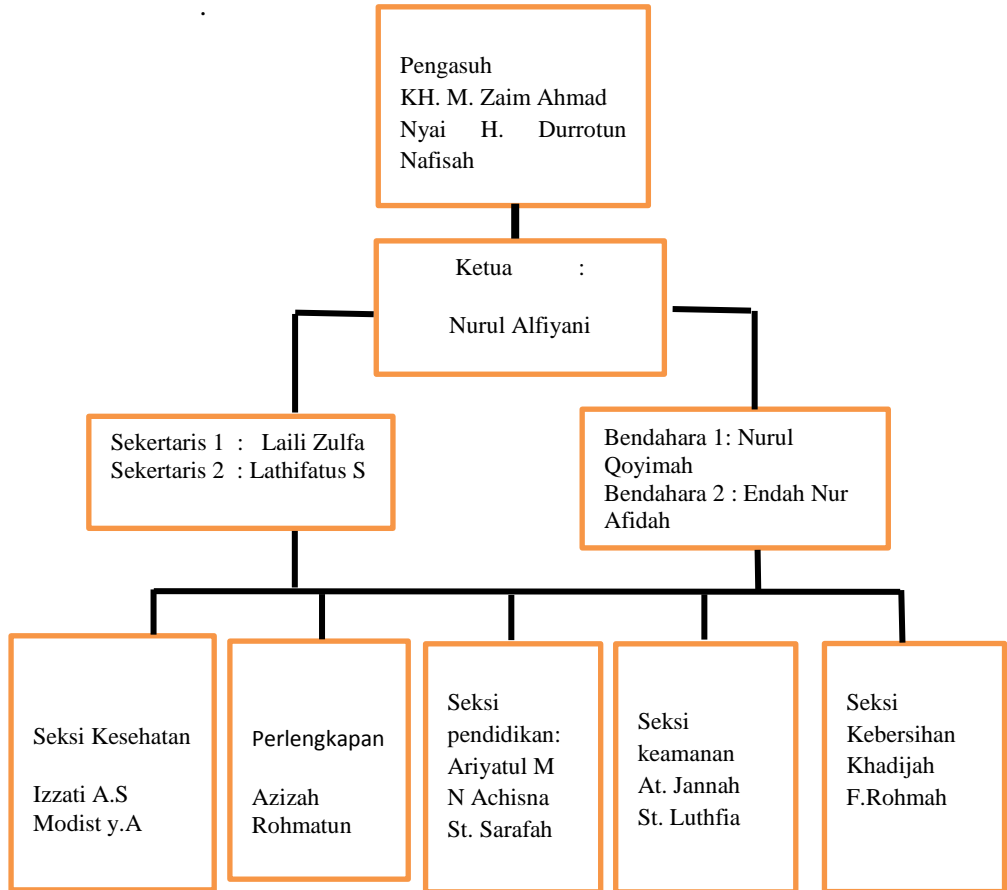 .
Pengasuh
KH. M. Zaim Ahmad
Nyai H. Durrotun
Nafisah
Ketua :
Nurul Alfiyani
Sekertaris 1 : Laili Zulfa
Sekertaris 2 : Lathifatus S
Bendahara 1: Nurul
Qoyimah
Bendahara 2 : Endah Nur
Afidah
Seksi Kesehatan
Izzati A.S
Modist y.A
Perlengkapan
Azizah
Rohmatun
Seksi
pendidikan:
Ariyatul M
N Achisna
St. Sarafah
Seksi
keamanan
At. Jannah
St. Luthfia
Seksi
Kebersihan
Khadijah
F.Rohmah